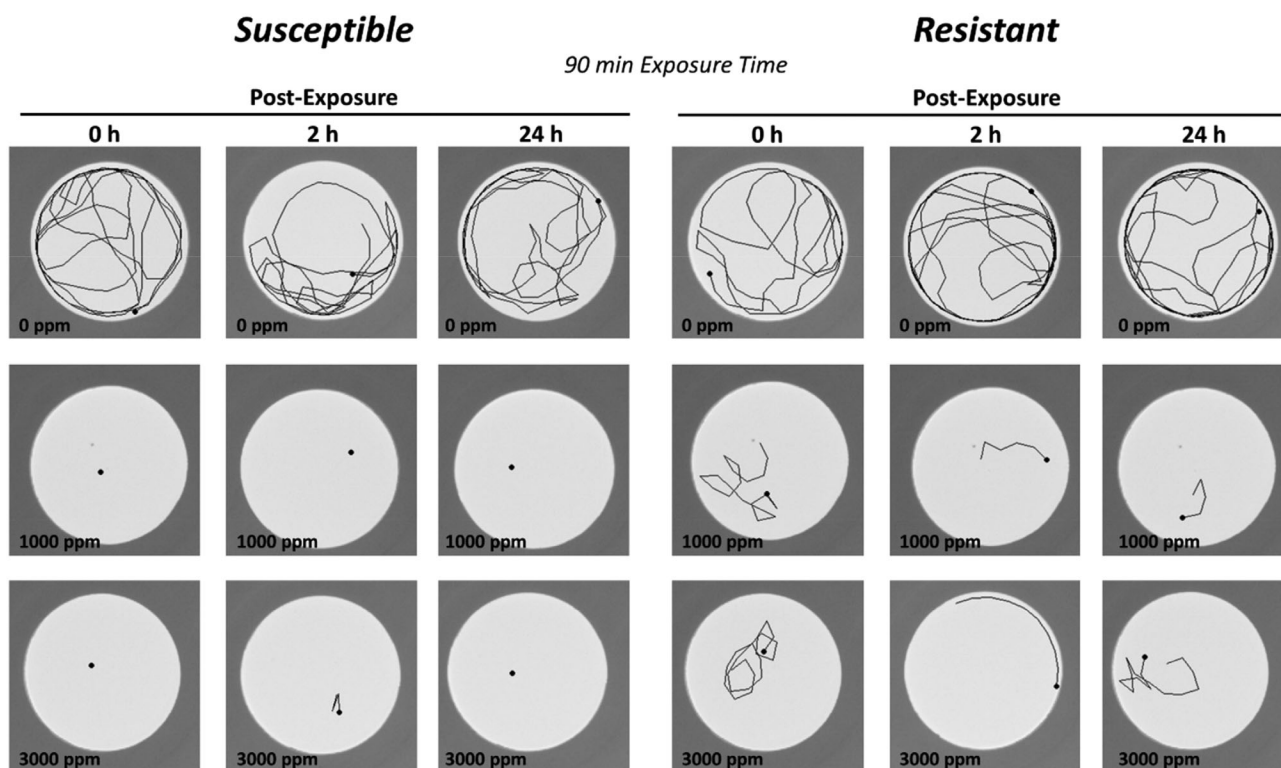 Susceptible
Resistant
90 min Exposure Time
Post-Exposure
Post-Exposure
0 h
2 h
24 h
0 h
2 h
24 h
0 ppm
0 ppm
0 ppm
0 ppm
0 ppm
0 ppm
1000 ppm
1000 ppm
1000 ppm
1000 ppm
1000 ppm
1000 ppm
3000 ppm
3000 ppm
3000 ppm
3000 ppm
3000 ppm
3000 ppm